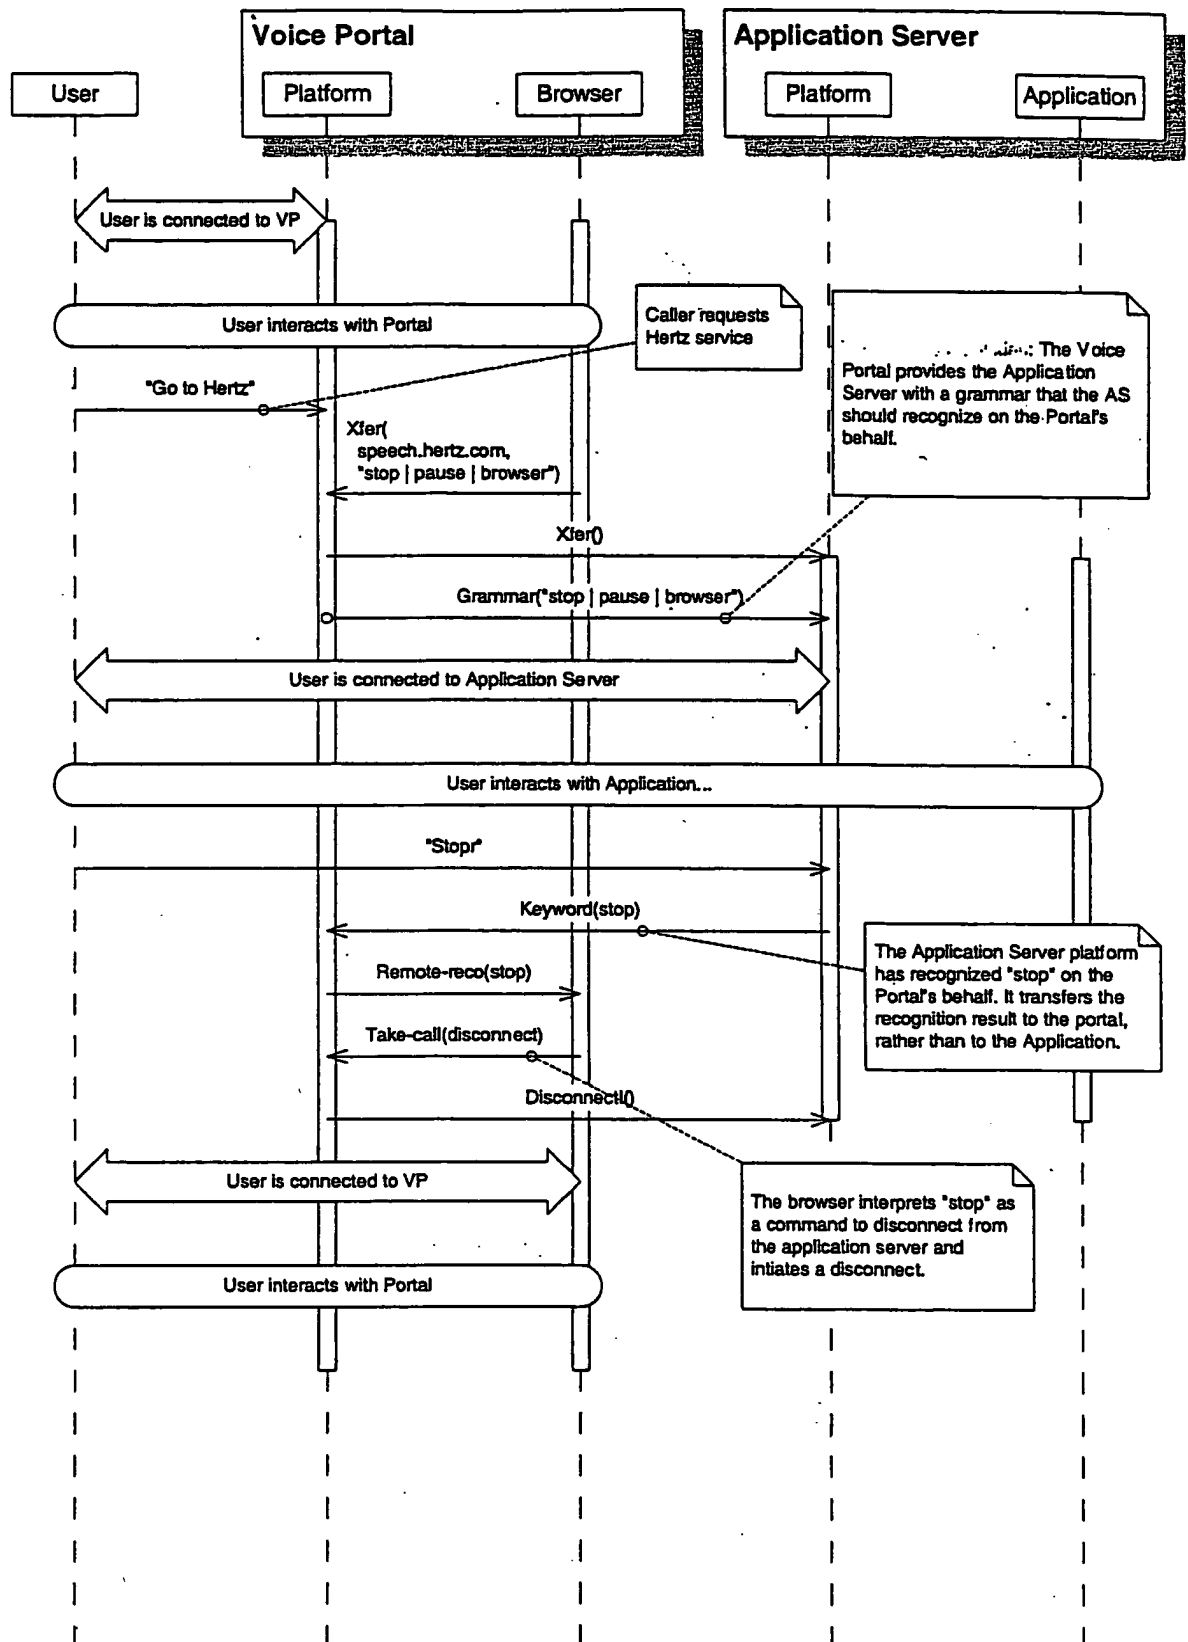 Voice Portal
Application Server
User
Platform
Browser
Platform
Application
User is connected to VP
User interacts with Portal
Caller requests
Hertz service
: The Voice
Portal provides the Application
Server with a grammar that the AS
should recognize on the Portal's
behalf.
"Go to Hertz"
Xfer(
speech.hertz.com,
"stop | pause | browser")
Xfer()
Grammar("stop | pause | browser")
User is connected to Application Server
User interacts with Application...
"Stopr"
Keyword(stop)
The Application Server platform
has recognized "stop" on the
Portal's behalf. It transfers the
recognition result to the portal,
rather than to the Application.
Remote-reco(stop)
Take-call(disconnect)
Disconnectl()
User is connected to VP
The browser interprets "stop" as
a command to disconnect from
the application server and
intiates a disconnect.
User interacts with Portal